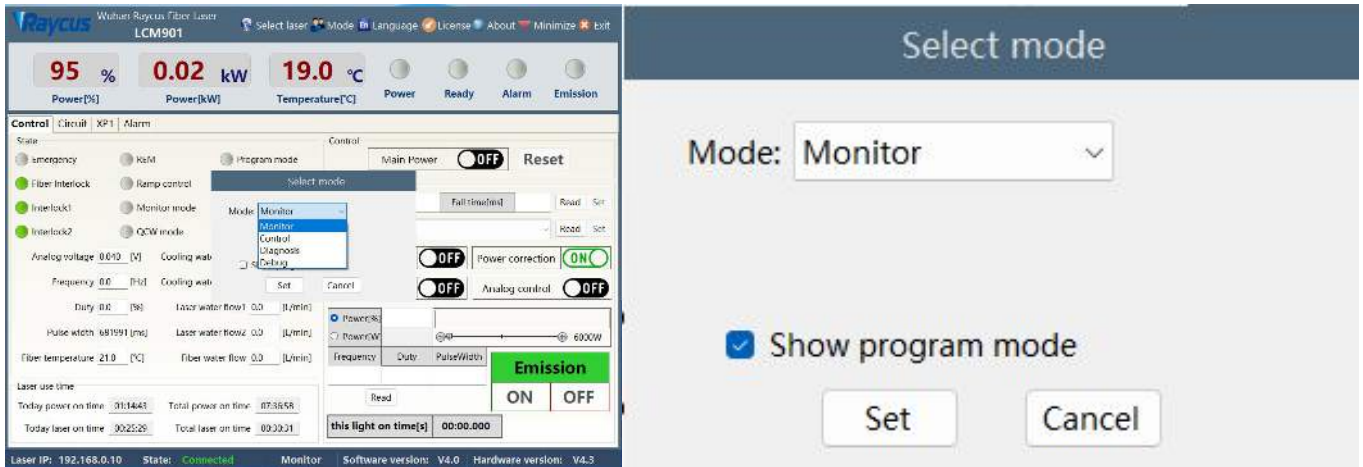 Raycus
Wuhan Raycus Fiber Laser
LCM901
Select laser Mode Language License About Minimize Exit
95 % 0.02 kW 19.0 ℃
Power[%] Power[kW] Temperature[℃] Power Ready Alarm Emission
Control Circuit XP1 Alarm
State Control
Emergency REM Program mode Main Power OFF Reset
Fiber Interlock Ramp control Select mode
Interlock1 Monitor mode Mode: Monitor Fall time[ms] Read Set
Monitor
Interlock2 QCW mode Control Read Set
Diagnosis
Analog voltage 0.040 [V] Debug OFF Power correction ON
Frequency 0.0 [Hz] Set Cancel OFF Analog control OFF
Duty 0.0 [%] Laser water flow1 0.0 [L/min]
Power[%]
Pulse width 681991 [ms] Laser water flow2 0.0 [L/min] 6000W
Fiber temperature 21.0 [℃] Fiber water flow 0.0 [L/min] Frequency Duty PulseWidth Emission
Laser use time
Today power on time 01:14:43 Total power on time 07:36:58 Read ON OFF
Today laser on time 00:25:29 Total laser on time 00:30:31 this light on time[s] 00:00.000
Laser IP: 192.168.0.10 State: Connected Monitor Software version: V4.0 Hardware version: V4.3
Select mode
Mode: Monitor
Show program mode
Set Cancel